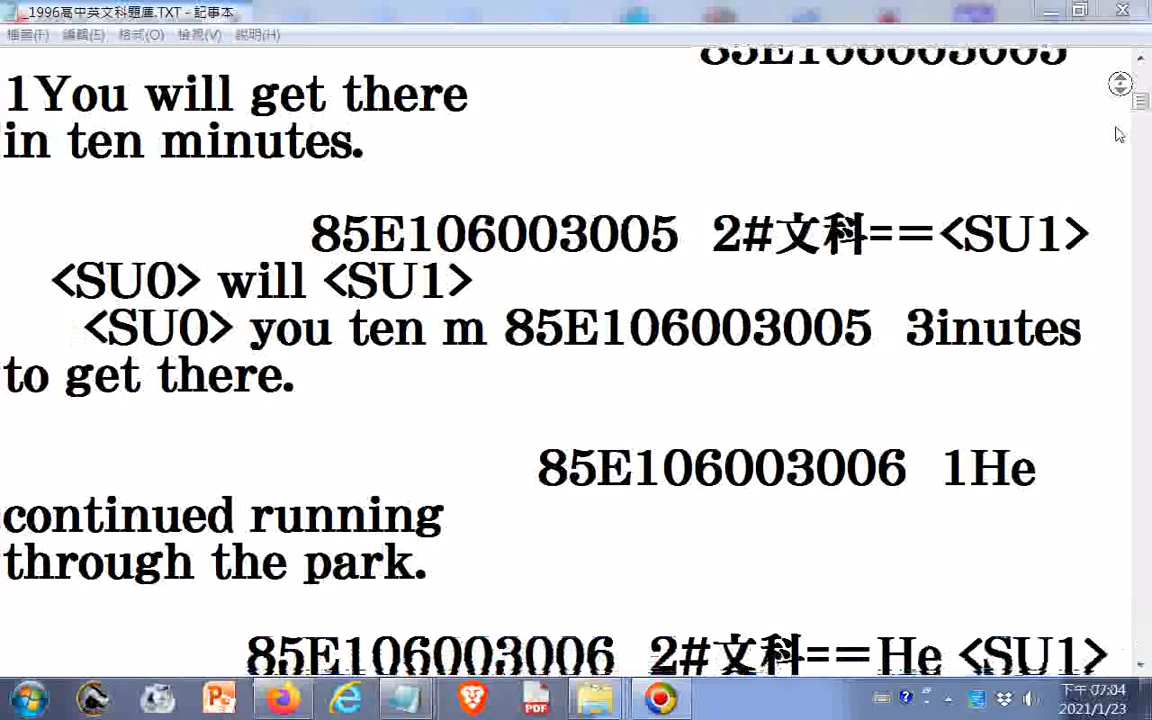 _1996高中英文科題庫.TXT - 記事本
檔案(F) 編輯(E) 格式(O) 檢視(V) 說明(H)
85E106003005
1You will get there
in ten minutes.
85E106003005 2#文科==<SU1>
<SU0> will <SU1>
<SU0> you ten m 85E106003005 3inutes
to get there.
85E106003006 1He
continued running
through the park.
85E106003006 2#文科==He <SU1>
PDF
下午 07:04
2021/1/23